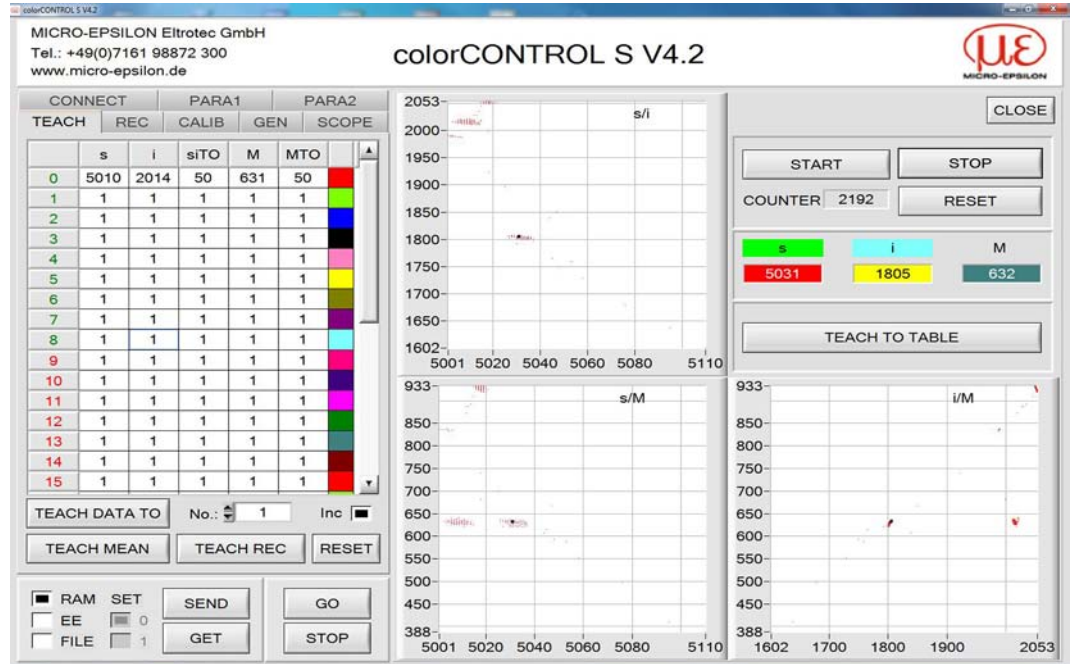 colorCONTROL S V4.2
MICRO-EPSILON Eltrotec GmbH
Tel.: +49(0)7161 98872 300
www.micro-epsilon.de
colorCONTROL S V4.2
με
MICRO-EPSILON
CONNECT PARA1 PARA2
TEACH REC CALIB GEN SCOPE
s i siTO M MTO
0 5010 2014 50 631 50
1 1 1 1 1 1
2 1 1 1 1 1
3 1 1 1 1 1
4 1 1 1 1 1
5 1 1 1 1 1
6 1 1 1 1 1
7 1 1 1 1 1
8 1 1 1 1 1
9 1 1 1 1 1
10 1 1 1 1 1
11 1 1 1 1 1
12 1 1 1 1 1
13 1 1 1 1 1
14 1 1 1 1 1
15 1 1 1 1 1
TEACH DATA TO No.: 1 Inc
TEACH MEAN TEACH REC RESET
RAM SET SEND GO
EE 0
FILE 1 GET STOP
s/i
2053
2000
1950
1900
1850
1800
1750
1700
1650
1602
5001 5020 5040 5060 5080 5110
CLOSE
START STOP
COUNTER 2192 RESET
s i M
5031 1805 632
TEACH TO TABLE
s/M
933
850
800
750
700
650
600
550
500
450
388
5001 5020 5040 5060 5080 5110
i/M
933
850
800
750
700
650
600
550
500
450
388
1602 1700 1800 1900 2053